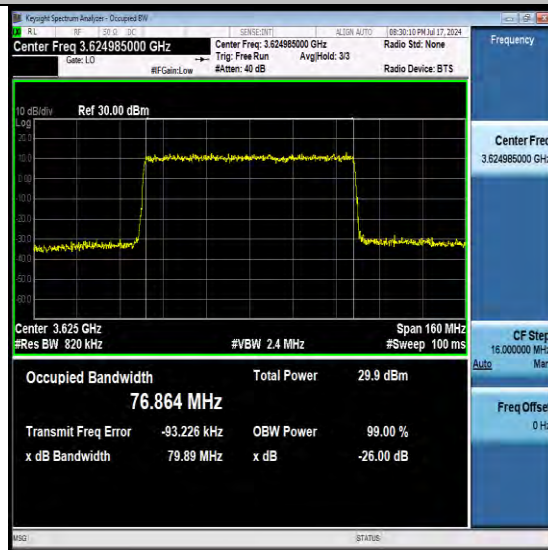 Keysight Spectrum Analyzer - Occupied BW
RL RF 50 Ω DC SENSE:INT ALIGN AUTO 08:30:10 PM Jul 17, 2024
Center Freq 3.624985000 GHz Center Freq: 3.624985000 GHz Radio Std: None
Gate: LO Trig: Free Run Avg|Hold: 3/3
#IFGain:Low #Atten: 40 dB Radio Device: BTS
Frequency
10 dB/div Ref 30.00 dBm
Log
20.0
10.0
0.00
-10.0
-20.0
-30.0
-40.0
-50.0
-60.0
Center Freq
3.624985000 GHz
Center 3.625 GHz Span 160 MHz
#Res BW 820 kHz #VBW 2.4 MHz #Sweep 100 ms
CF Step
16.000000 MHz
Auto Man
Occupied Bandwidth Total Power 29.9 dBm
76.864 MHz
Transmit Freq Error -93.226 kHz OBW Power 99.00 %
x dB Bandwidth 79.89 MHz x dB -26.00 dB
Freq Offset
0 Hz
MSG STATUS